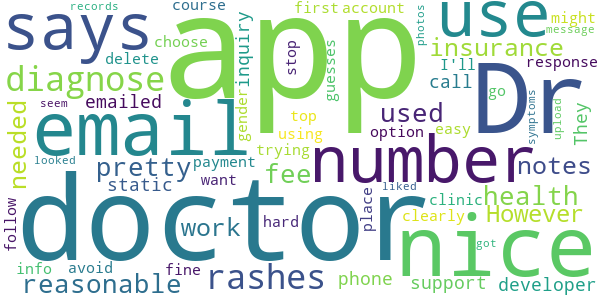 records
course
first account
photos
might
says
app
use
message
choose
delete
inquiry
stop
guesses
insurance
I'll
response
diagnose
Dr
call
go
gender
seem
emailed
used
top
using
option
easy
symptoms
upload
They
email
needed
trying
number
looked
pretty
payment
fee
notes
static
want
clinic
health
doctor
place
liked
clearly
However
follow
work
hard
nice
got
info
avoid
fine
rashes
phone
support
developer
reasonable